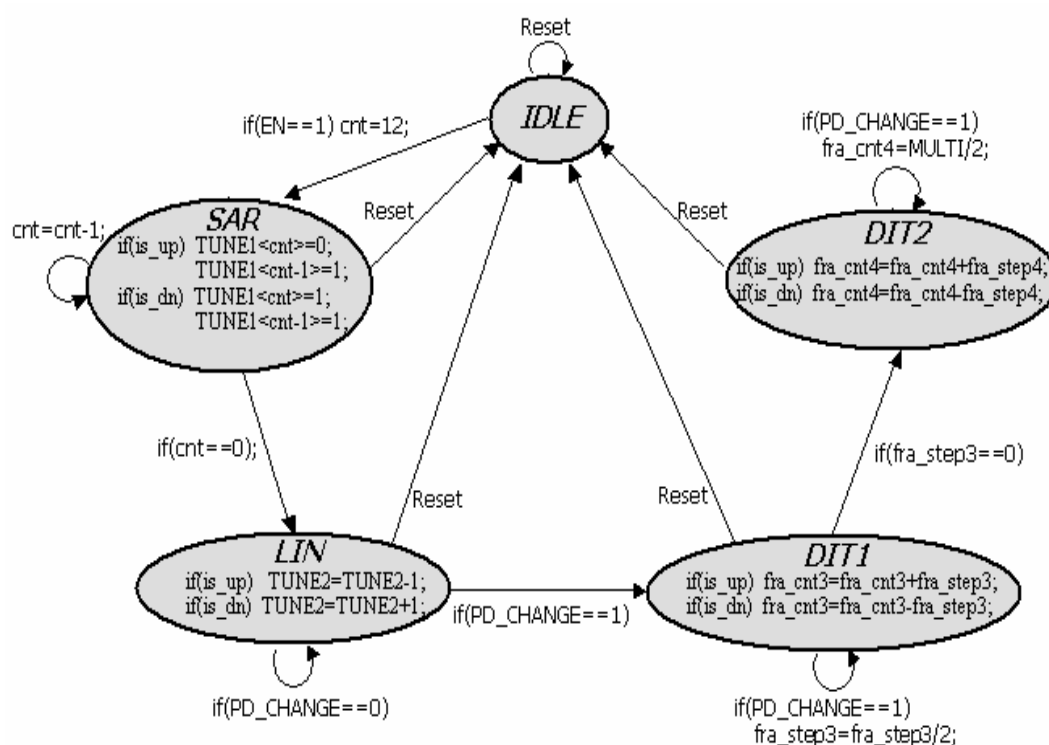 Reset
IDLE
if(EN==1) cnt=12;
if(PD_CHANGE==1)
fra_cnt4=MULTI/2;
Reset
Reset
cnt=cnt-1;
SAR
if(is_up) TUNE1<cnt>=0;
TUNE1<cnt-1>=1;
if(is_dn) TUNE1<cnt>=1;
TUNE1<cnt-1>=1;
DIT2
if(is_up) fra_cnt4=fra_cnt4+fra_step4;
if(is_dn) fra_cnt4=fra_cnt4-fra_step4;
if(cnt==0);
if(fra_step3==0)
Reset
Reset
LIN
if(is_up) TUNE2=TUNE2-1;
if(is_dn) TUNE2=TUNE2+1;
if(PD_CHANGE==1)
DIT1
if(is_up) fra_cnt3=fra_cnt3+fra_step3;
if(is_dn) fra_cnt3=fra_cnt3-fra_step3;
if(PD_CHANGE==0)
if(PD_CHANGE==1)
fra_step3=fra_step3/2;